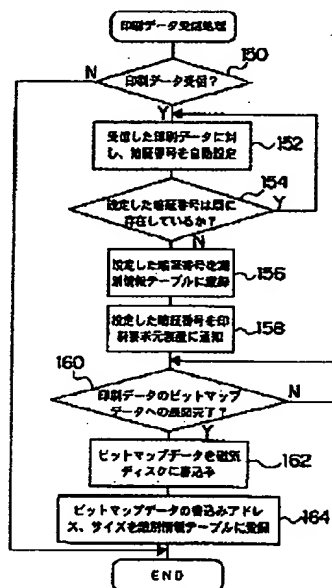 印刷データ受信処理
150
N
印刷データ受信？
Y
受信した印刷データに対
し、暗証番号を自動設定
152
154
設定した暗証番号は既に
存在しているか？
Y
N
設定した暗証番号を識
別情報テーブルに登録
156
設定した暗証番号を印
刷要求元装置に通知
158
160
印刷データのビットマップ
データへの展開完了？
N
Y
ビットマップデータを磁気
ディスクに書込み
162
ビットマップデータの書込みアドレ
ス、サイズを識別情報テーブルに登録
164
END